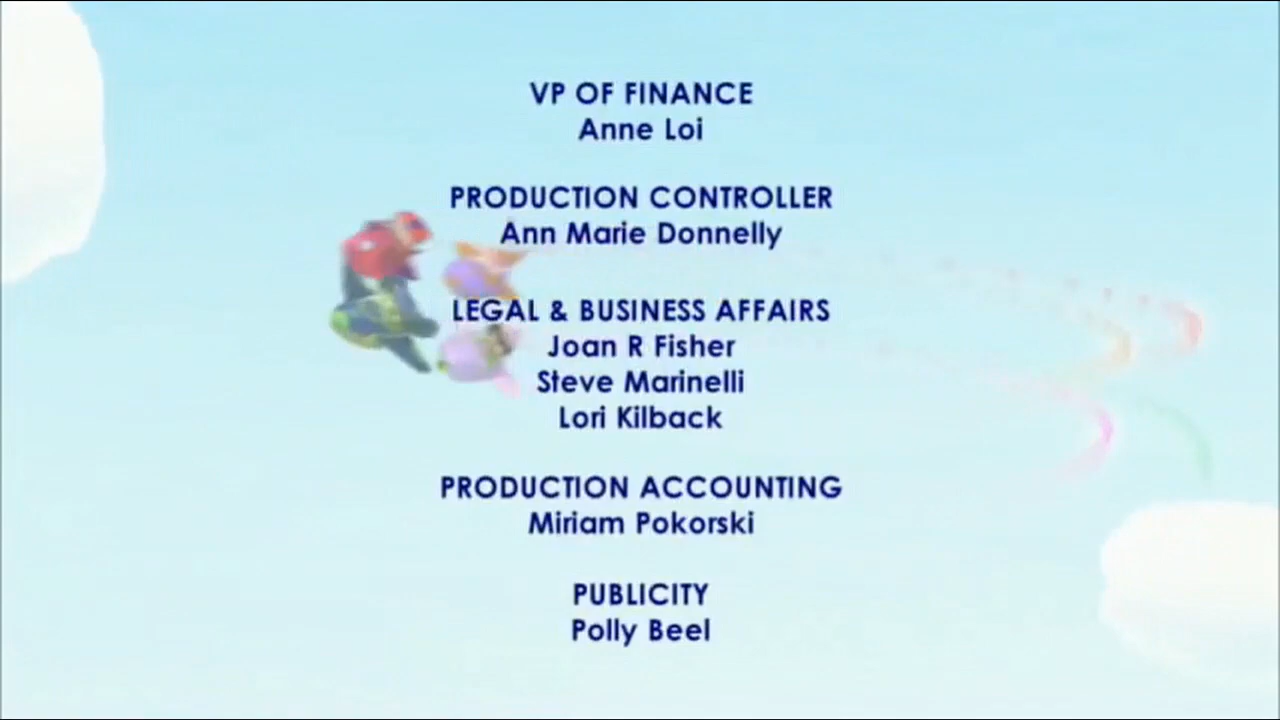 VP OF FINANCE
Anne Loi
PRODUCTION CONTROLLER
Ann Marie Donnelly
LEGAL & BUSINESS AFFAIRS
Joan R Fisher
Steve Marinelli
Lori Kilback
PRODUCTION ACCOUNTING
Miriam Pokorski
PUBLICITY
Polly Beel